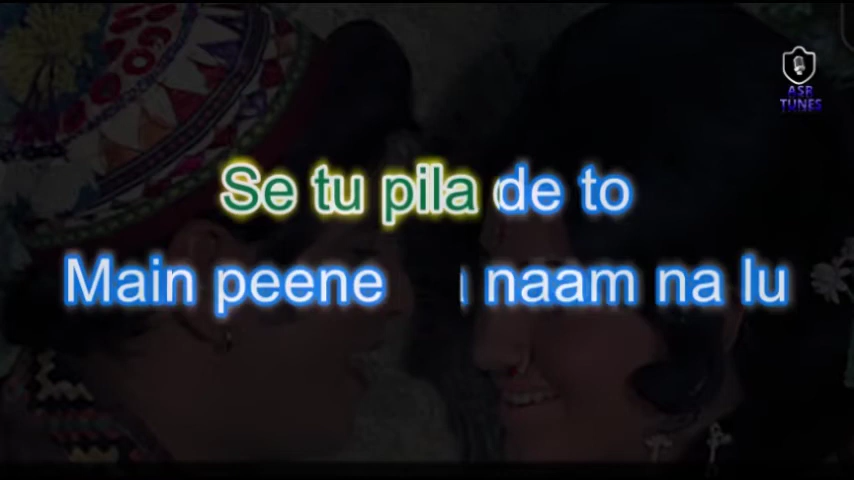 ASR
TUNES
Se tu pila de to
Main peene naam na lu